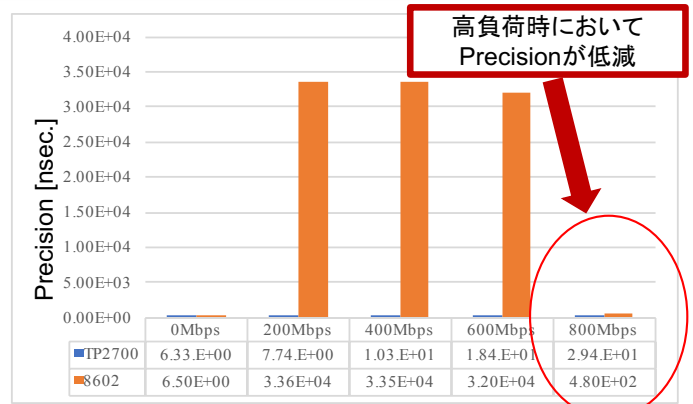 高負荷時において
Precisionが低減
4.00E+04
3.50E+04
3.00E+04
2.50E+04
2.00E+04
1.50E+04
1.00E+04
5.00E+03
0.00E+00
Precision [nsec.]
0Mbps 200Mbps 400Mbps 600Mbps 800Mbps
TP2700 6.33.E+00 7.74.E+00 1.03.E+01 1.84.E+01 2.94.E+01
8602 6.50E+00 3.36E+04 3.35E+04 3.20E+04 4.80E+02